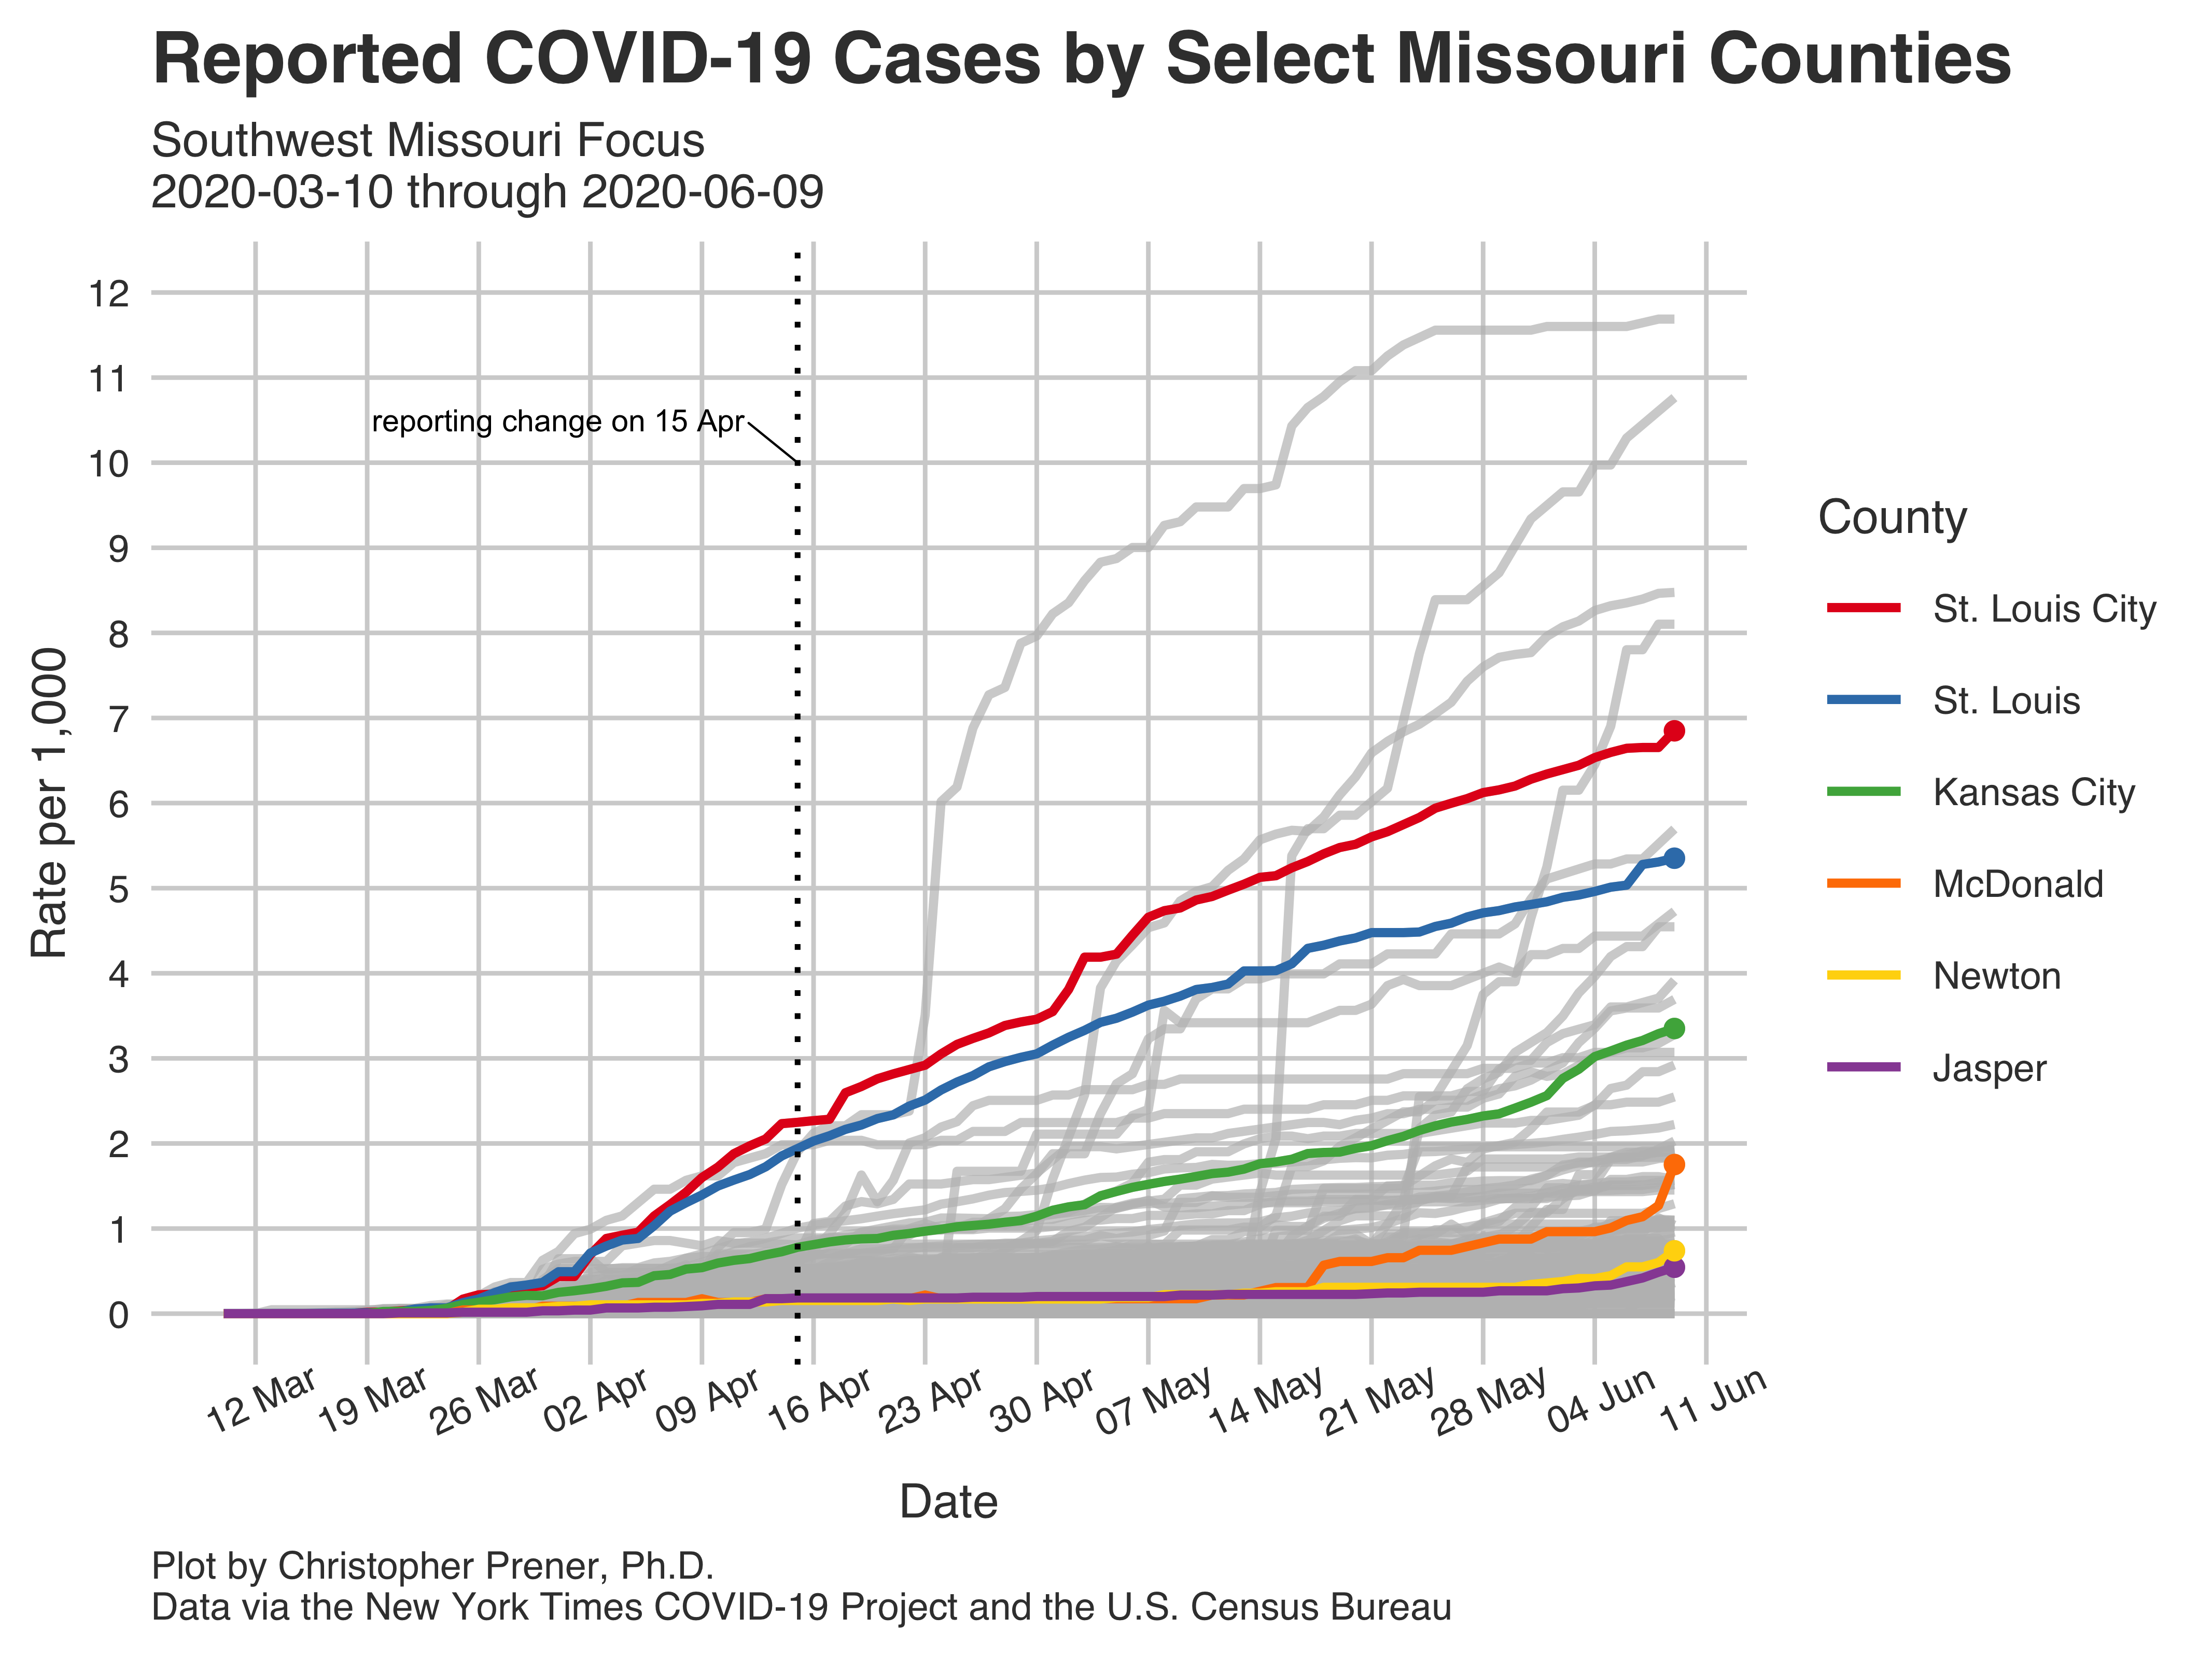 Reported COVID-19 Cases by Select Missouri Counties
Southwest Missouri Focus
2020-03-10 through 2020-06-09
12
11
10
9
8
7
6
5
4
3
2
1
0
Rate per 1,000
reporting change on 15 Apr
12 Mar
19 Mar
26 Mar
02 Apr
09 Apr
16 Apr
23 Apr
30 Apr
07 May
14 May
21 May
28 May
04 Jun
11 Jun
Date
County
St. Louis City
St. Louis
Kansas City
McDonald
Newton
Jasper
Plot by Christopher Prener, Ph.D.
Data via the New York Times COVID-19 Project and the U.S. Census Bureau